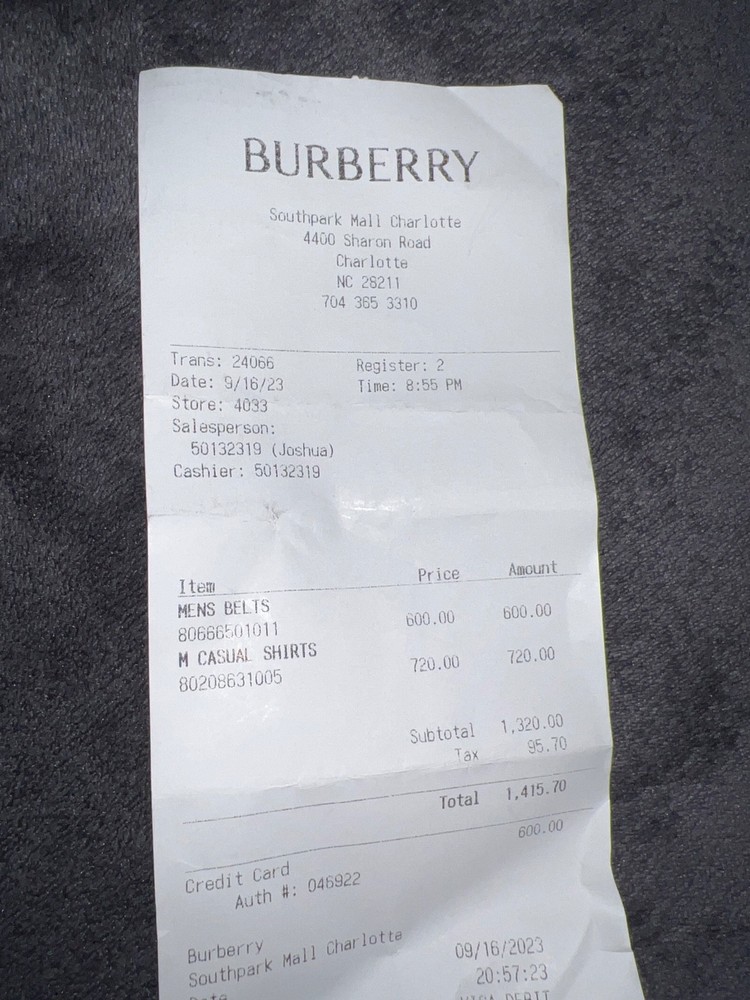 BURBERRY
Southpark Mall Charlotte
4400 Sharon Road
Charlotte
NC 28211
704 365 3310
Trans: 24066 Register: 2
Date: 9/16/23 Time: 8:55 PM
Store: 4033
Salesperson:
50132319 (Joshua)
Cashier: 50132319
Item Price Amount
MENS BELTS
80666501011 600.00 600.00
M CASUAL SHIRTS
80208631005 720.00 720.00
Subtotal 1,320.00
Tax 95.70
Total 1,415.70
600.00
Credit Card
Auth #: 046922
Burberry
Southpark Mall Charlotte
09/16/2023
Date 20:57:23
VISA DEBIT